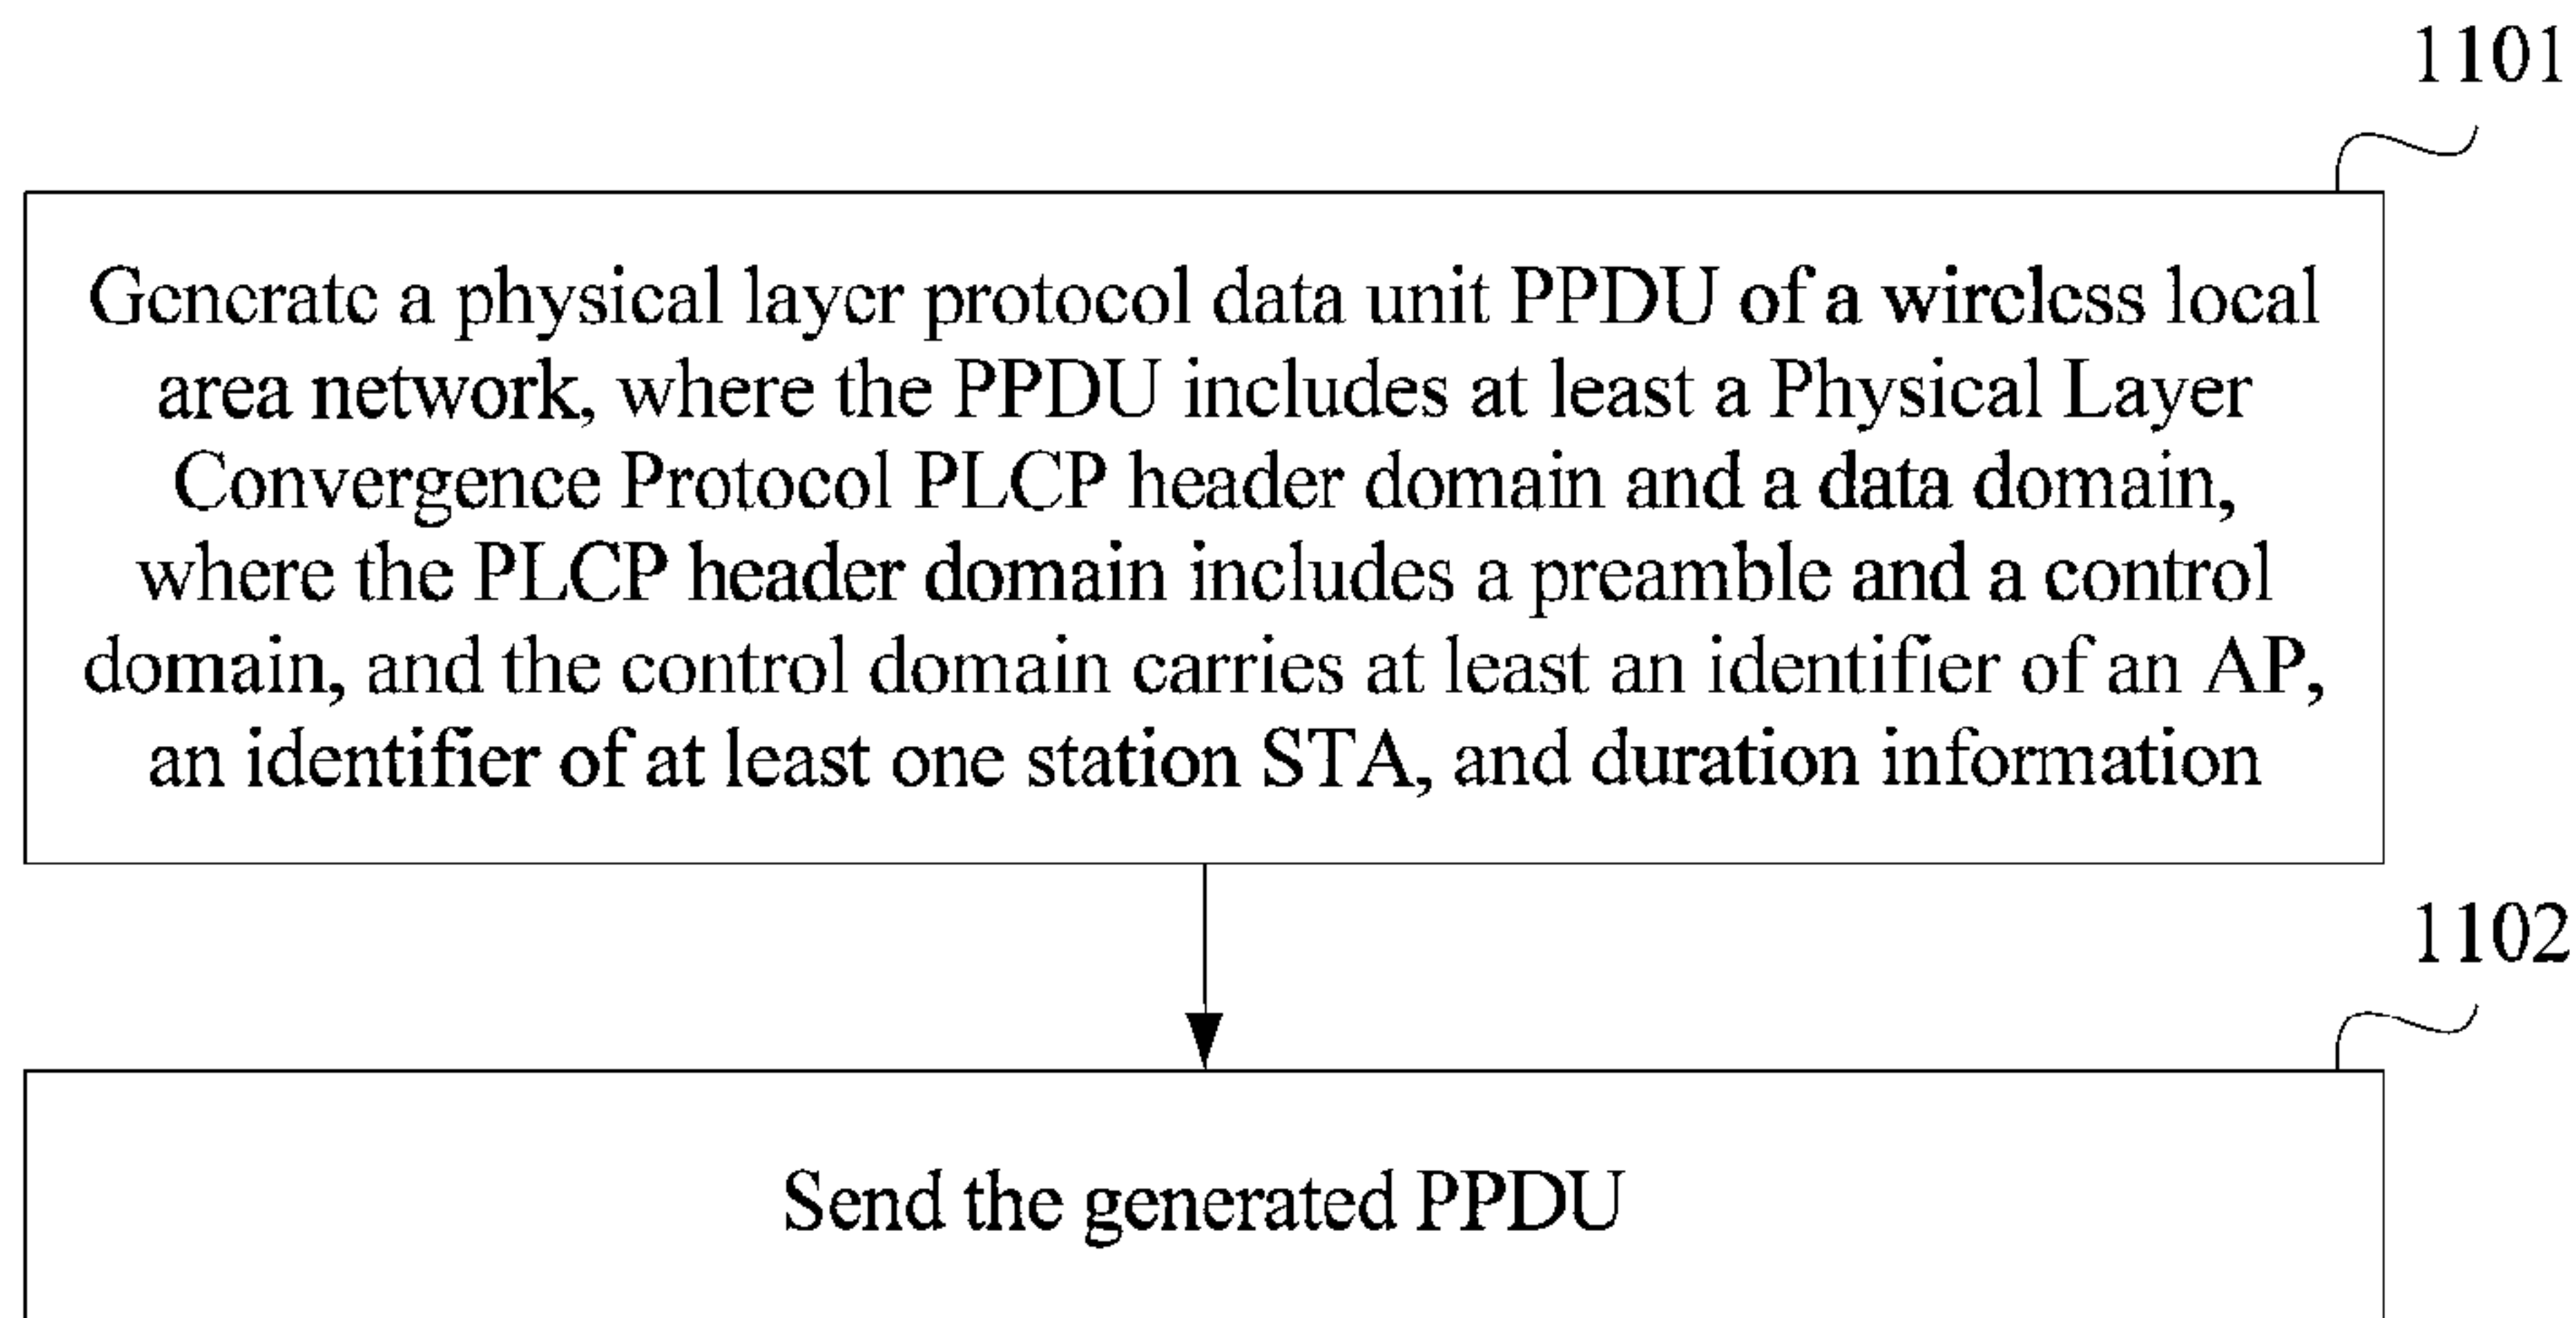 1101
Generate a physical layer protocol data unit PPDU of a wireless local
area network, where the PPDU includes at least a Physical Layer
Convergence Protocol PLCP header domain and a data domain,
where the PLCP header domain includes a preamble and a control
domain, and the control domain carries at least an identifier of an AP,
an identifier of at least one station STA, and duration information
1102
Send the generated PPDU